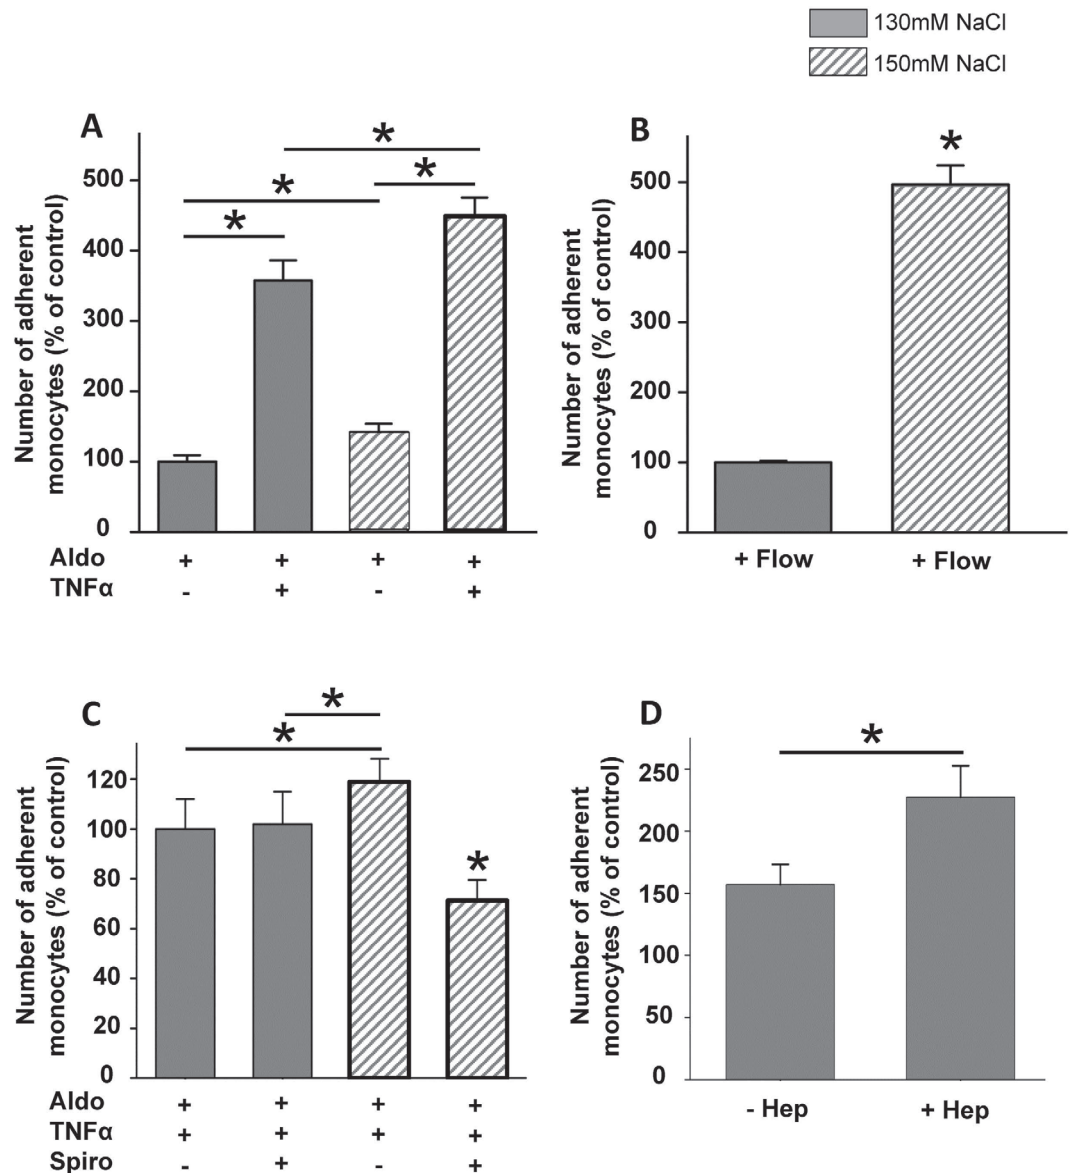 130mM NaCl
150mM NaCl
A
Number of adherent
monocytes (% of control)
500
400
300
200
100
0
*
*
*
*
Aldo + + + +
TNFα - + - +
B
Number of adherent
monocytes (% of control)
500
400
300
200
100
0
*
+ Flow + Flow
C
Number of adherent
monocytes (% of control)
120
100
80
60
40
20
0
*
*
*
Aldo + + + +
TNFα + + + +
Spiro - + - +
D
Number of adherent
monocytes (% of control)
250
200
150
100
50
0
*
- Hep + Hep